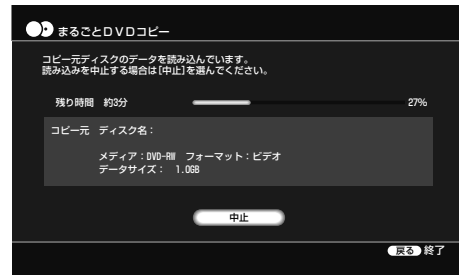 まるごとDVDコピー
コピー元ディスクのデータを読み込んでいます。
読み込みを中止する場合は[中止]を選んでください。
残り時間 約3分 27%
コピー元 ディスク名:
メディア:DVD-RW フォーマット:ビデオ
データサイズ: 1.0GB
中止
戻る 終了